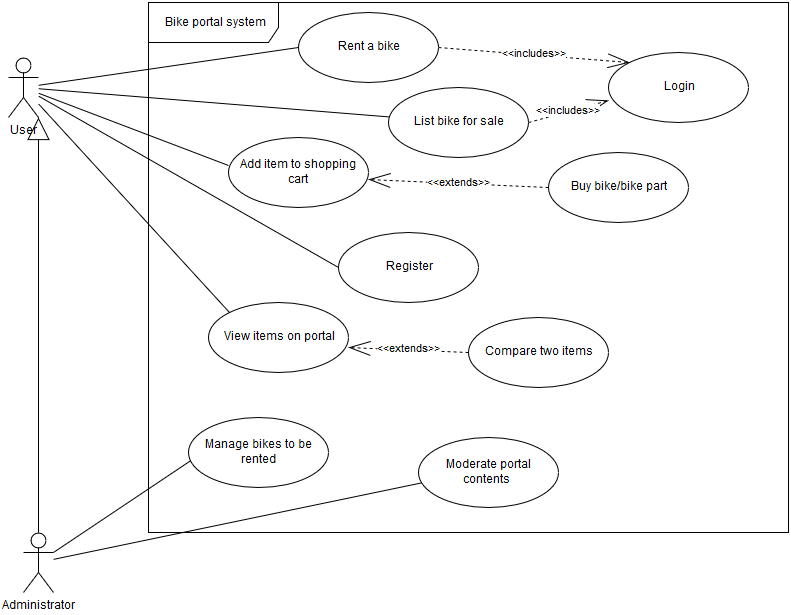 Bike portal system
Rent a bike
<<includes>>
Login
List bike for sale
<<includes>>
User
Add item to shopping
cart
<<extends>>
Buy bike/bike part
Register
View items on portal
<<extends>>
Compare two items
Manage bikes to be
rented
Moderate portal
contents
Administrator